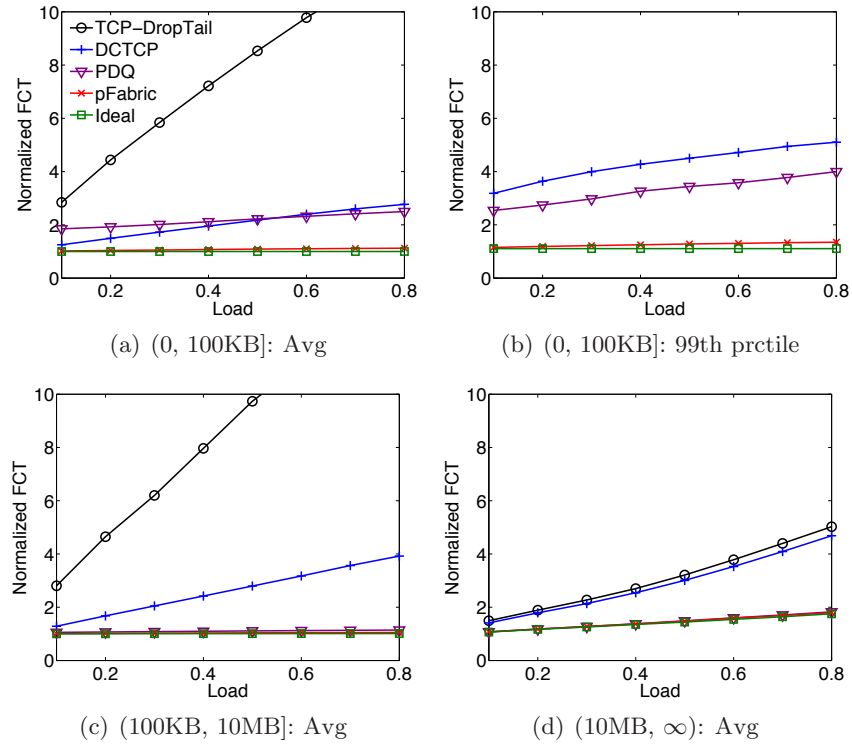 10
8
6
4
2
0
Normalized FCT
TCP−DropTail
DCTCP
PDQ
pFabric
Ideal
0.2 0.4 0.6 0.8
Load
(a) (0, 100KB]: Avg
10
8
6
4
2
0
Normalized FCT
0.2 0.4 0.6 0.8
Load
(b) (0, 100KB]: 99th prctile
10
8
6
4
2
0
Normalized FCT
0.2 0.4 0.6 0.8
Load
(c) (100KB, 10MB]: Avg
10
8
6
4
2
0
Normalized FCT
0.2 0.4 0.6 0.8
Load
(d) (10MB, ∞): Avg